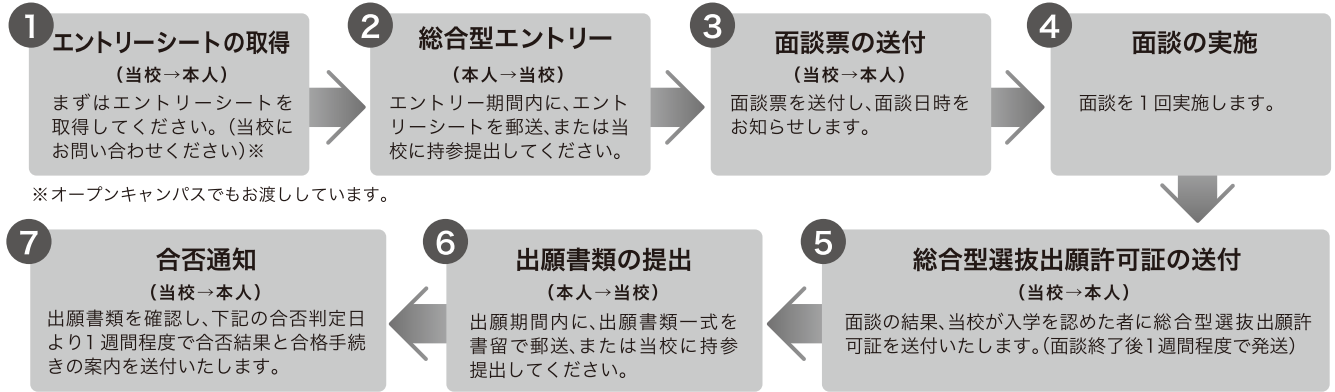 1
エントリーシートの取得
（当校→本人）
まずはエントリーシートを
取得してください。（当校に
お問い合わせください）※
※オープンキャンパスでもお渡ししています。
2
総合型エントリー
（本人→当校）
エントリー期間内に、エント
リーシートを郵送、または当
校に持参提出してください。
3
面談票の送付
（当校→本人）
面談票を送付し、面談日時を
お知らせします。
4
面談の実施
面談を１回実施します。
5
総合型選抜出願許可証の送付
（当校→本人）
面談の結果、当校が入学を認めた者に総合型選抜出願許
可証を送付いたします。（面談終了後1週間程度で発送）
6
出願書類の提出
（本人→当校）
出願期間内に、出願書類一式を
書留で郵送、または当校に持参
提出してください。
7
合否通知
（当校→本人）
出願書類を確認し、下記の合否判定日
より1週間程度で合否結果と合格手続
きの案内を送付いたします。